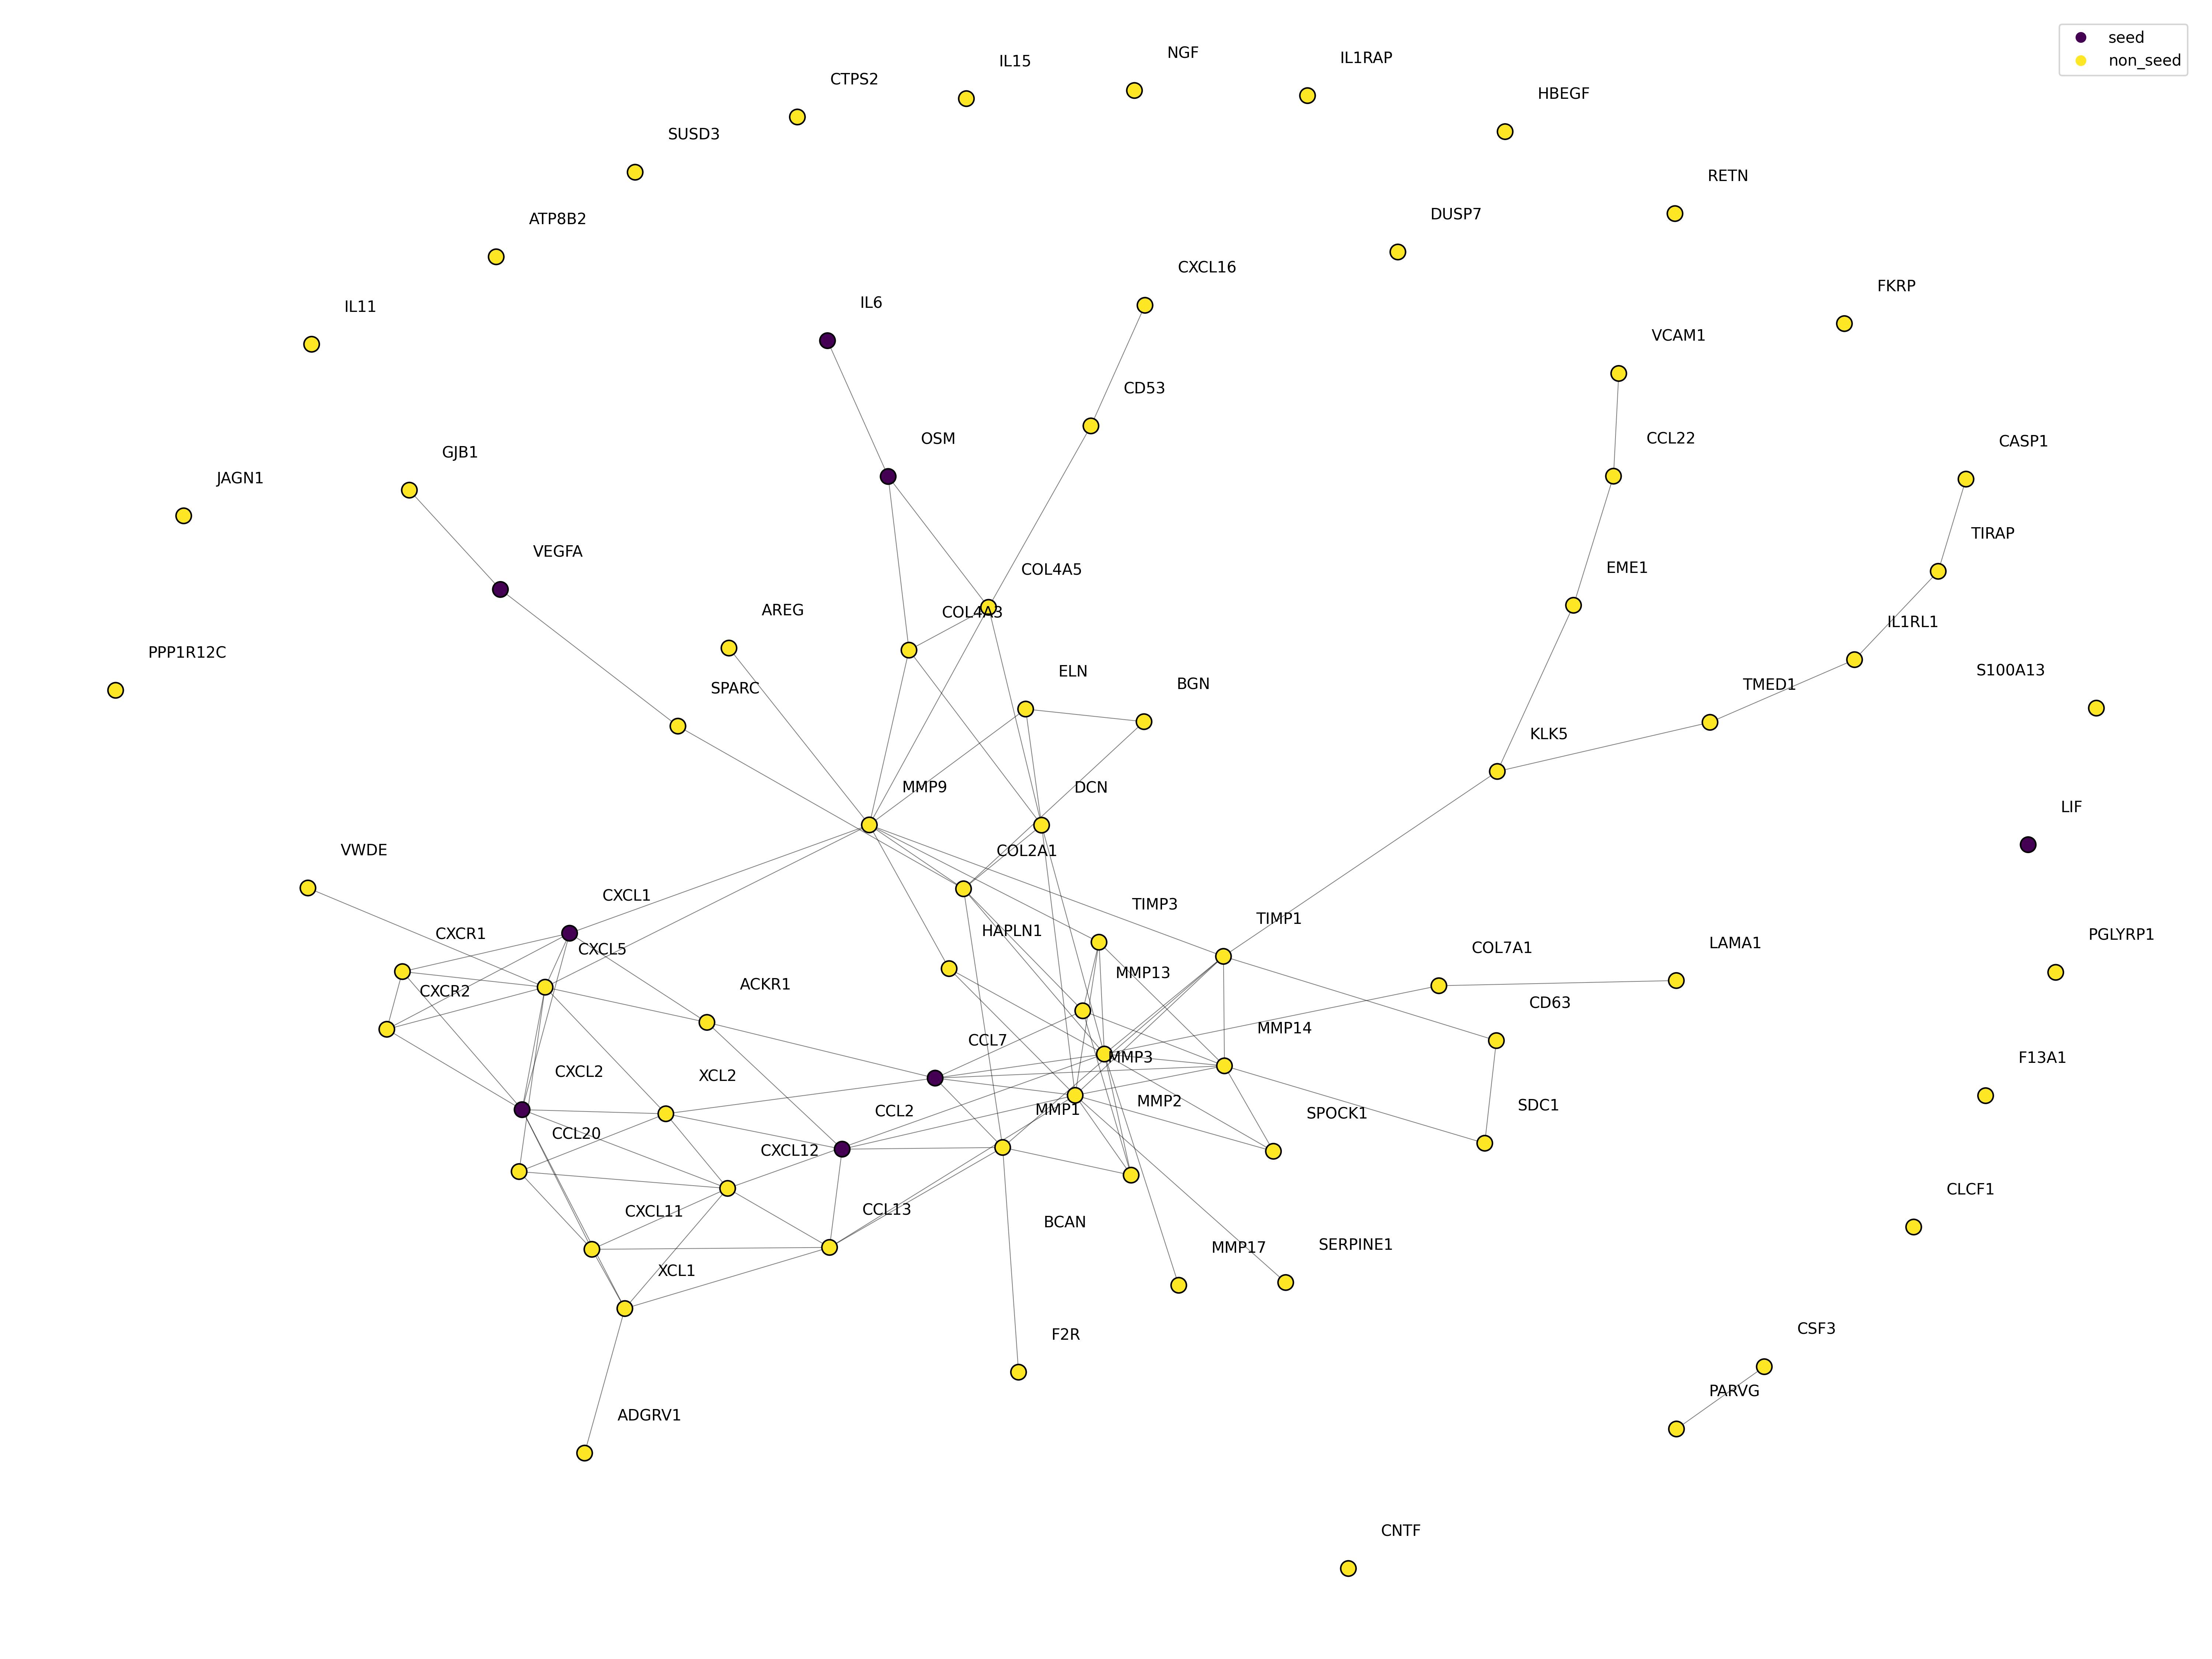 seed
non_seed
NGF
IL1RAP
IL15
CTPS2
HBEGF
SUSD3
RETN
DUSP7
ATP8B2
CXCL16
FKRP
IL6
IL11
VCAM1
CD53
OSM
CCL22
CASP1
GJB1
JAGN1
TIRAP
VEGFA
EME1
COL4A5
AREG
COL4A3
IL1RL1
PPP1R12C
ELN
S100A13
BGN
TMED1
SPARC
KLK5
MMP9
DCN
LIF
VWDE
COL2A1
CXCL1
TIMP3
TIMP1
HAPLN1
CXCR1
PGLYRP1
LAMA1
COL7A1
CXCL5
MMP13
ACKR1
CXCR2
CD63
MMP14
CCL7
MMP3
F13A1
CXCL2
XCL2
MMP2
SDC1
MMP1
CCL2
SPOCK1
CCL20
CXCL12
CLCF1
CCL13
CXCL11
BCAN
SERPINE1
MMP17
XCL1
CSF3
F2R
PARVG
ADGRV1
CNTF